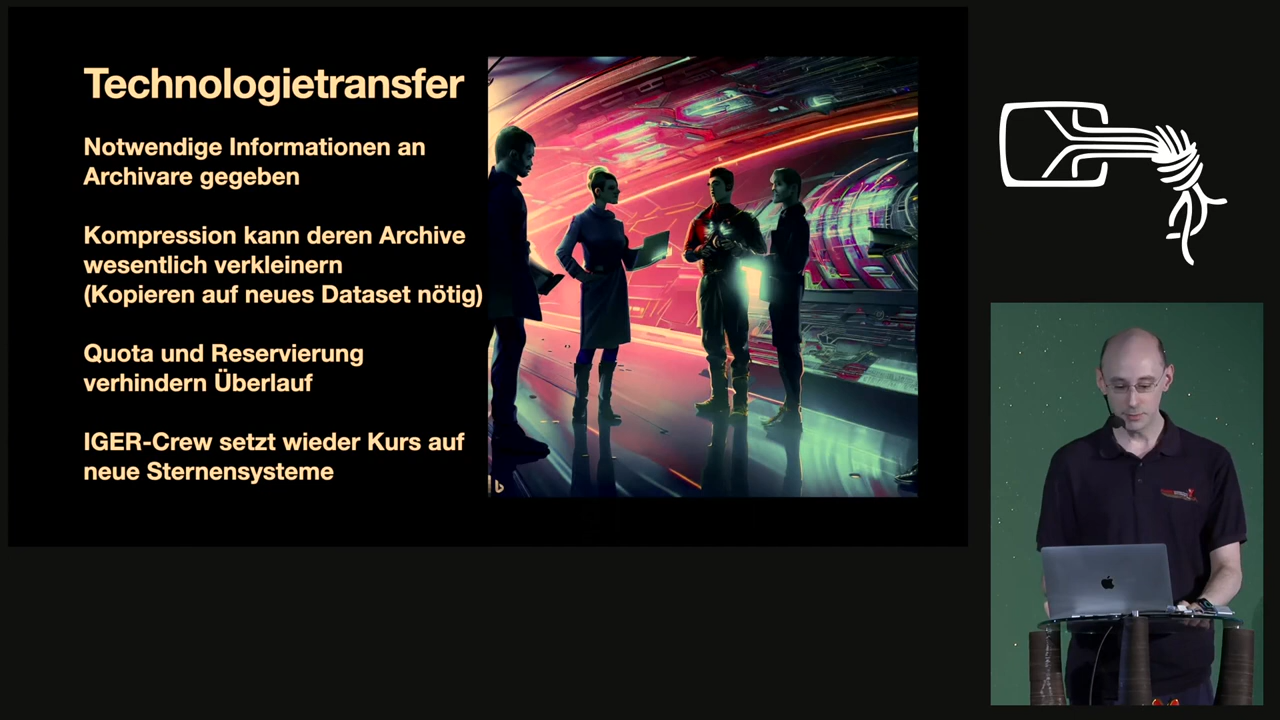 Technologietransfer
Notwendige Informationen an
Archivare gegeben
Kompression kann deren Archive
wesentlich verkleinern
(Kopieren auf neues Dataset nötig)
Quota und Reservierung
verhindern Überlauf
IGER-Crew setzt wieder Kurs auf
neue Sternensysteme